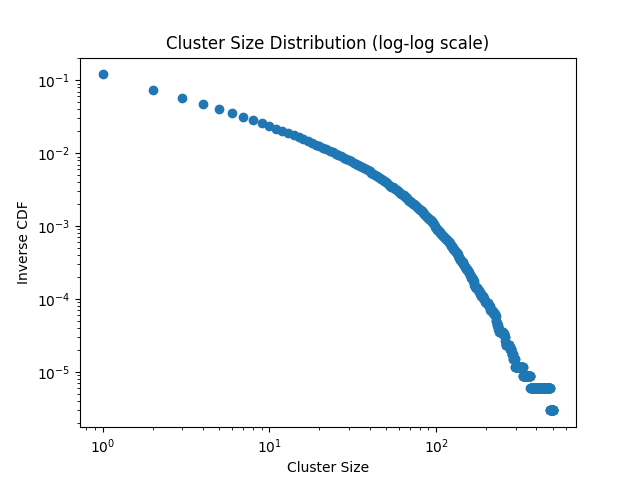 Cluster Size Distribution (log-log scale)
Inverse CDF
10⁻¹
10⁻²
10⁻³
10⁻⁴
10⁻⁵
10⁰
10¹
10²
Cluster Size